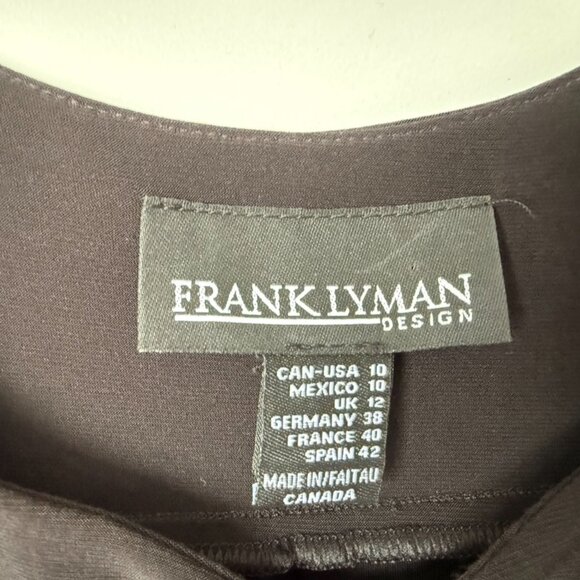 FRANK LYMAN
DESIGN
CAN-USA 10
MEXICO 10
UK 12
GERMANY 38
FRANCE 40
SPAIN 42
MADE IN/FAIT AU
CANADA